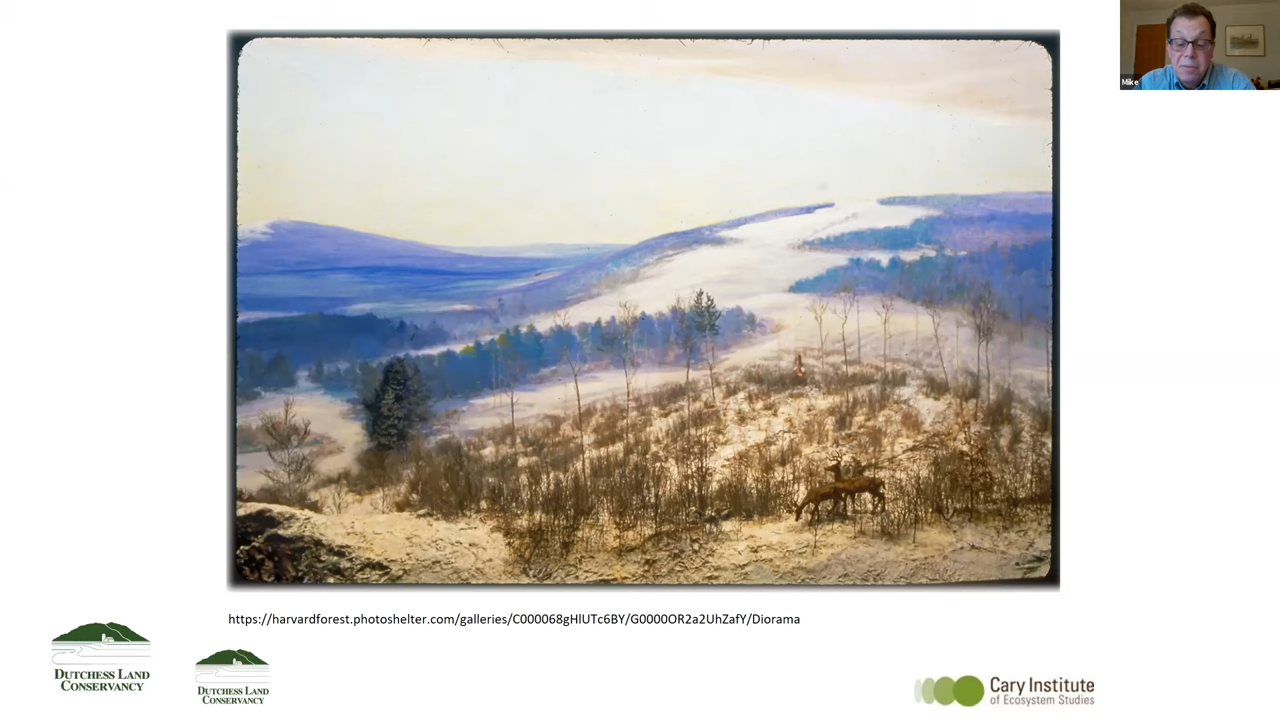 Mike
https://harvardforest.photoshelter.com/galleries/C000068gHlUTc6BY/G0000OR2a2UhZafY/Diorama
DUTCHESS LAND
CONSERVANCY
DUTCHESS LAND
CONSERVANCY
Cary Institute
of Ecosystem Studies